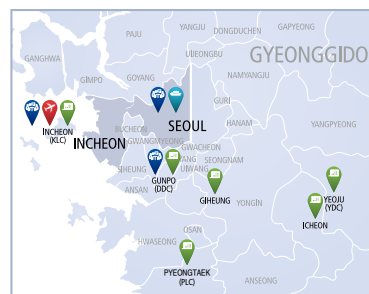 PAJU
YANGJU
DONGDUCHEN
GAPYEONG
UIJEONGBU
GANGHWA
GYEONGGIDO
GOYANG
NAMYANGJU
GIMPO
GURI
SEOUL
INCHEON
(KLC)
BUCHEON
HANAM
YANGPYEONG
INCHEON
GWANGMYEONG
GWACHEON
SIHEUNG
GUNPO
(DDC)
UIWANG
SEONGNAM
ANSAN
GIHEUNG
YONGIN
YEOJU
(YDC)
ICHEON
OSAN
HWASEONG
PYEONGTAEK
(PLC)
ANSEONG